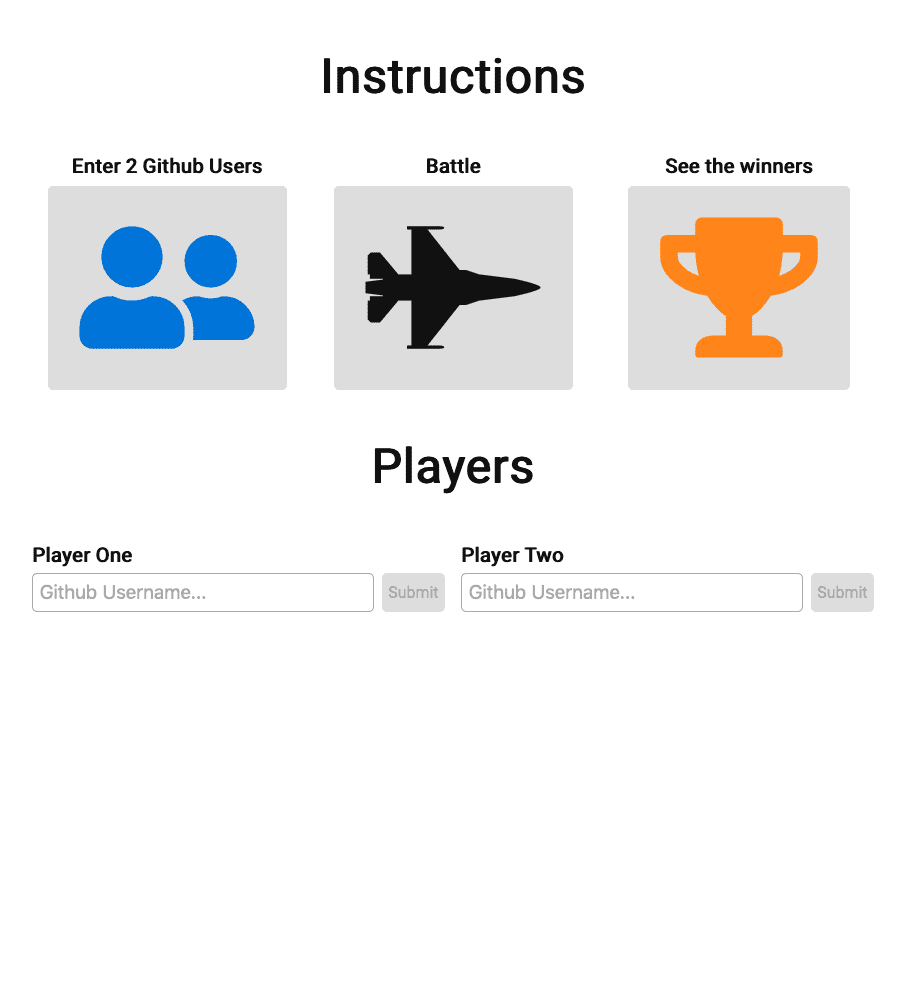 Instructions
Enter 2 Github Users
Battle
See the winners
Players
Player One
Player Two
Github Username...
Submit
Github Username...
Submit